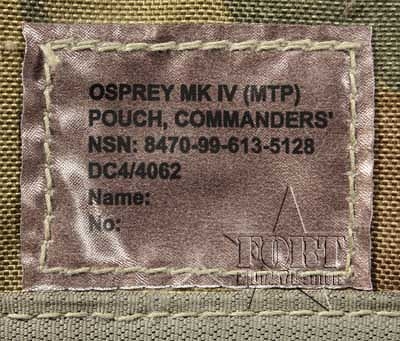 OSPREY MK IV (MTP)
POUCH, COMMANDERS'
NSN: 8470-99-613-5128
DC4/4062
Name:
No:
FORT